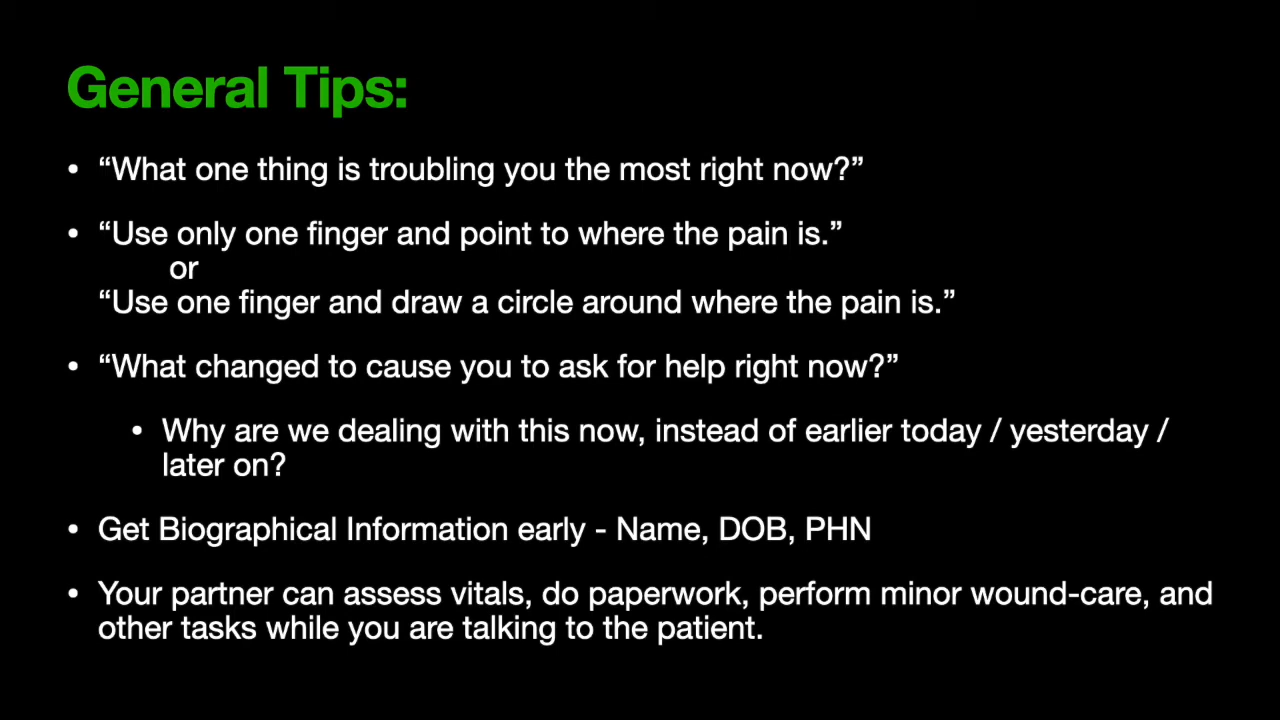 General Tips:
• “What one thing is troubling you the most right now?”
• “Use only one finger and point to where the pain is.”
or
“Use one finger and draw a circle around where the pain is.”
• “What changed to cause you to ask for help right now?”
• Why are we dealing with this now, instead of earlier today / yesterday /
later on?
• Get Biographical Information early - Name, DOB, PHN
• Your partner can assess vitals, do paperwork, perform minor wound-care, and
other tasks while you are talking to the patient.